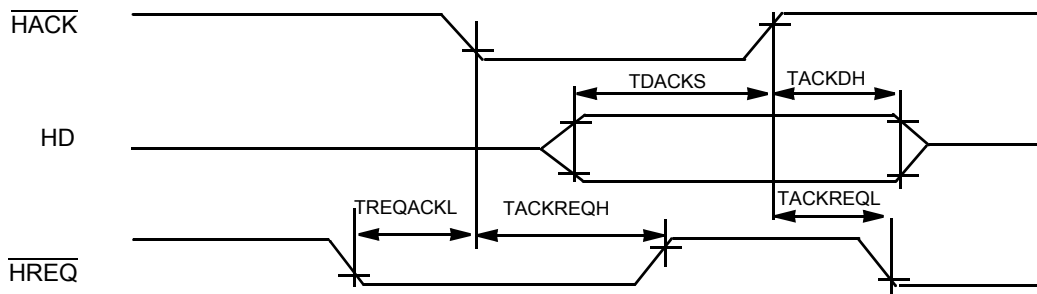 HACK
TDACKS TACKDH
HD
TREQACKL TACKREQH TACKREQL
HREQ